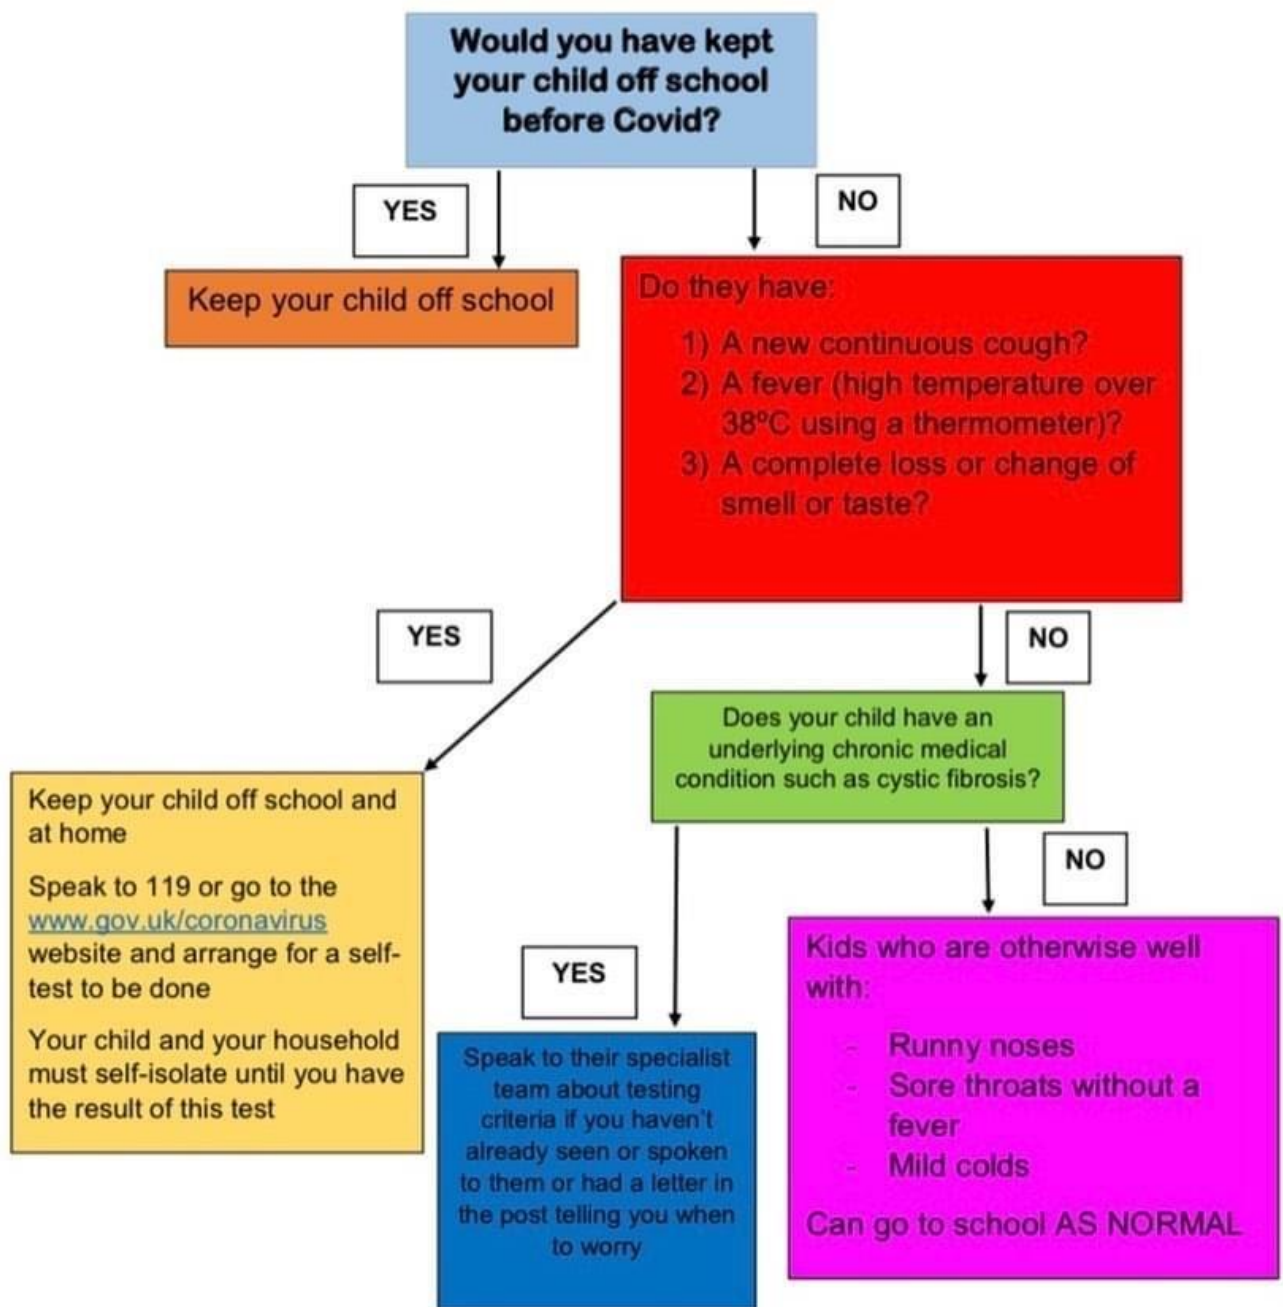 Would you have kept
your child off school
before Covid?
YES
NO
Keep your child off school
Do they have:
1) A new continuous cough?
2) A fever (high temperature over
38ºC using a thermometer)?
3) A complete loss or change of
smell or taste?
YES
NO
Does your child have an
underlying chronic medical
condition such as cystic fibrosis?
Keep your child off school and
at home
Speak to 119 or go to the
www.gov.uk/coronavirus
website and arrange for a self-
test to be done
Your child and your household
must self-isolate until you have
the result of this test
YES
NO
Speak to their specialist
team about testing
criteria if you haven't
already seen or spoken
to them or had a letter in
the post telling you when
to worry
Kids who are otherwise well
with:
- Runny noses
- Sore throats without a
fever
- Mild colds
Can go to school AS NORMAL